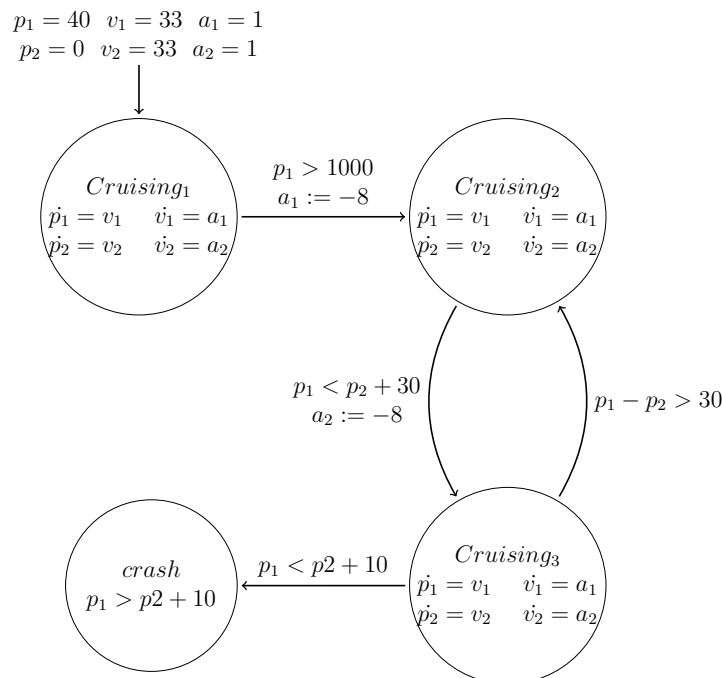 p₁ = 40 v₁ = 33 a₁ = 1
p₂ = 0 v₂ = 33 a₂ = 1
Cruising₁
ṗ₁ = v₁ v̇₁ = a₁
ṗ₂ = v₂ v̇₂ = a₂
p₁ > 1000
a₁ := −8
Cruising₂
ṗ₁ = v₁ v̇₁ = a₁
ṗ₂ = v₂ v̇₂ = a₂
p₁ < p₂ + 30
a₂ := −8
p₁ − p₂ > 30
crash
p₁ > p2 + 10
p₁ < p2 + 10
Cruising₃
ṗ₁ = v₁ v̇₁ = a₁
ṗ₂ = v₂ v̇₂ = a₂